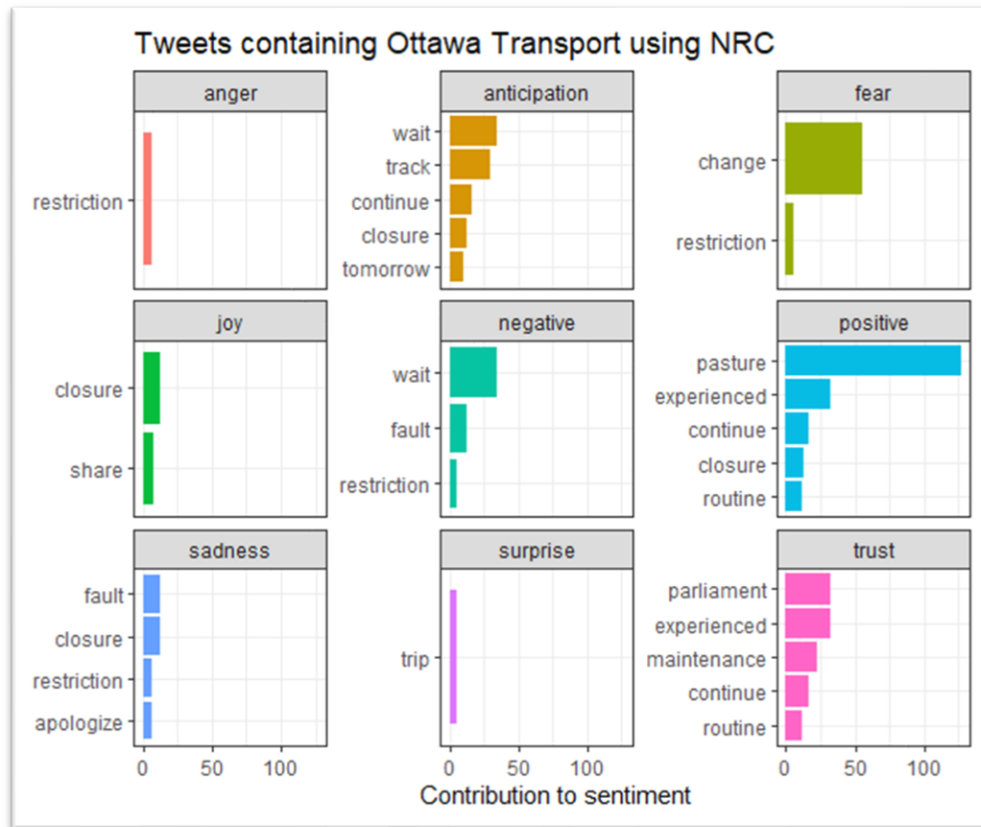 Tweets containing Ottawa Transport using NRC
anger
restriction
anticipation
wait
track
continue
closure
tomorrow
fear
change
restriction
joy
closure
share
negative
wait
fault
restriction
positive
pasture
experienced
continue
closure
routine
sadness
fault
closure
restriction
apologize
0 50 100
surprise
trip
0 50 100
trust
parliament
experienced
maintenance
continue
routine
0 50 100
Contribution to sentiment